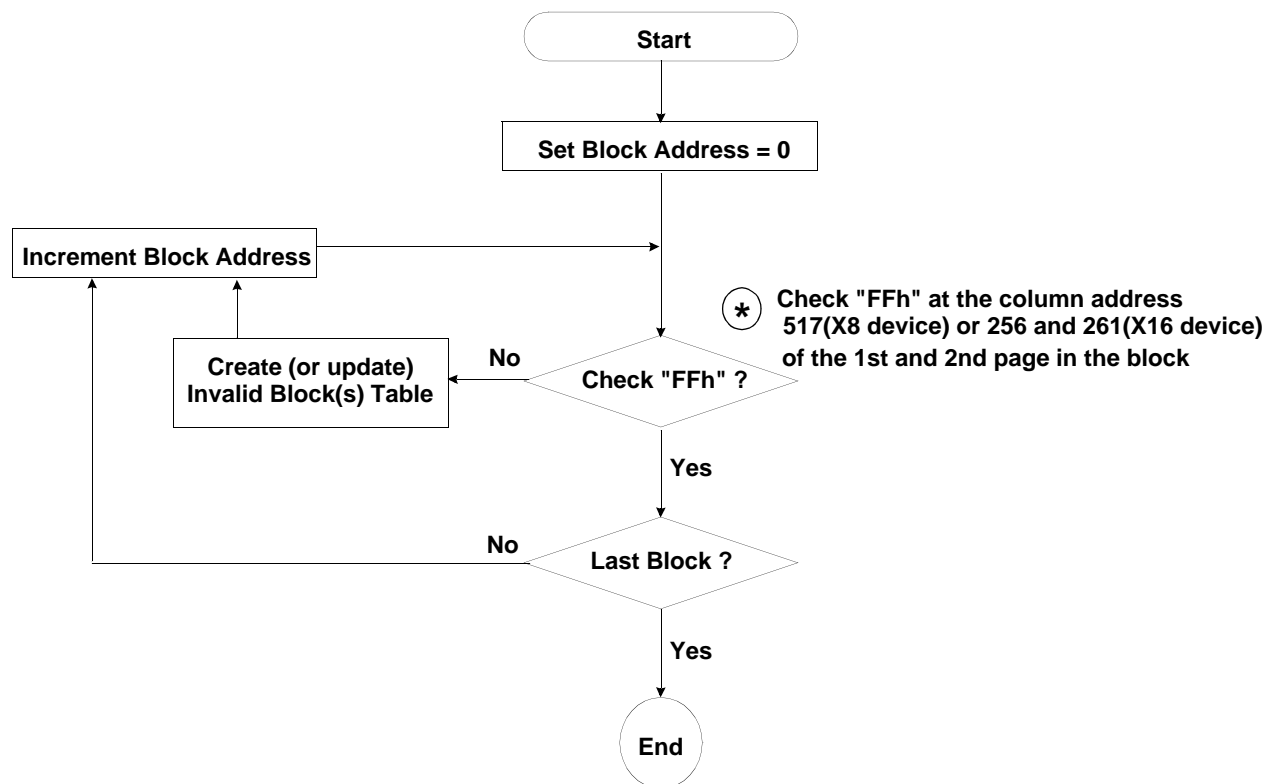 Start
Set Block Address = 0
Increment Block Address
* Check "FFh" at the column address
517(X8 device) or 256 and 261(X16 device)
of the 1st and 2nd page in the block
No
Create (or update)
Invalid Block(s) Table
Check "FFh" ?
Yes
No
Last Block ?
Yes
End